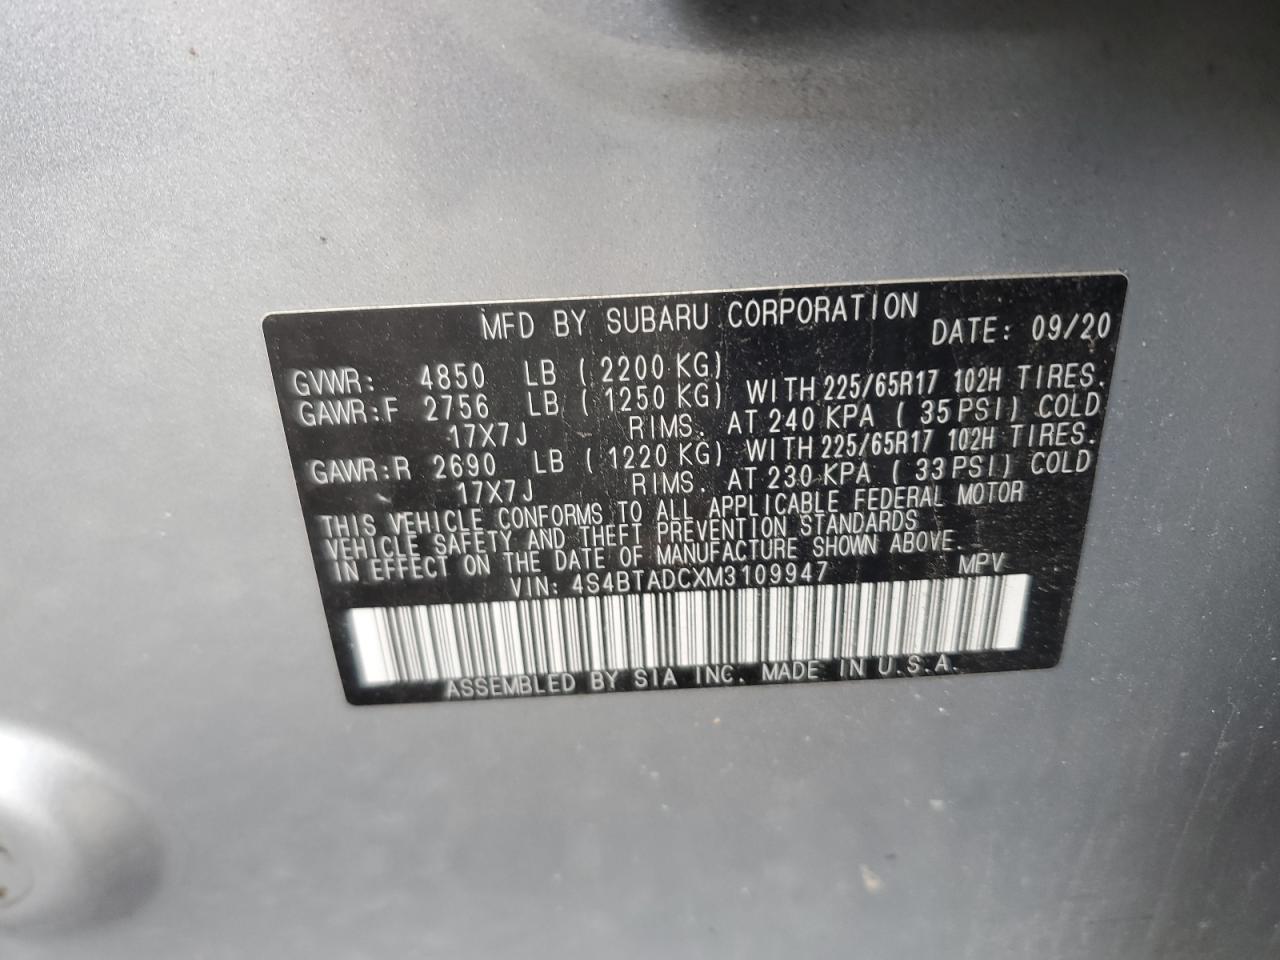 MFD BY SUBARU CORPORATION DATE: 09/20
GVWR: 4850 LB ( 2200 KG)
GAWR:F 2756 LB ( 1250 KG) WITH 225/65R17 102H TIRES.
17X7J RIMS. AT 240 KPA ( 35 PSI) COLD
GAWR:R 2690 LB ( 1220 KG) WITH 225/65R17 102H TIRES.
17X7J RIMS. AT 230 KPA ( 33 PSI) COLD
THIS VEHICLE CONFORMS TO ALL APPLICABLE FEDERAL MOTOR
VEHICLE SAFETY AND THEFT PREVENTION STANDARDS
IN EFFECT ON THE DATE OF MANUFACTURE SHOWN ABOVE.
VIN: 4S4BTADCXM3109947 MPV
ASSEMBLED BY SIA INC. MADE IN U.S.A.